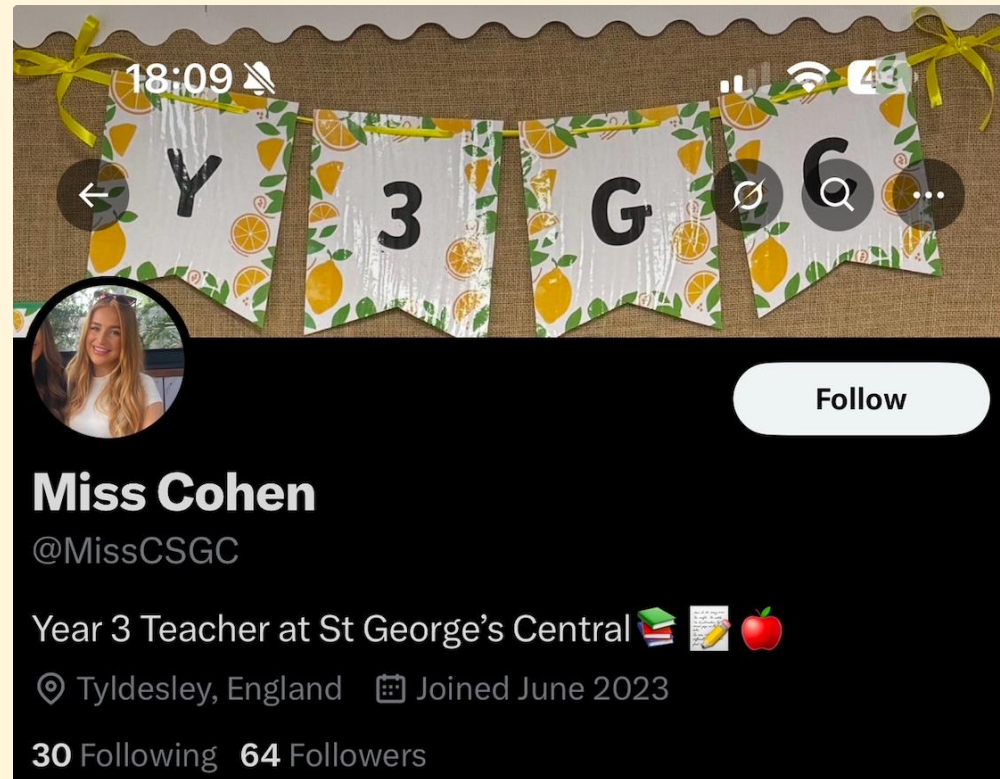 18:09
Y 3 G C
Follow
Miss Cohen
@MissCSGC
Year 3 Teacher at St George’s Central
Tyldesley, England Joined June 2023
30 Following 64 Followers